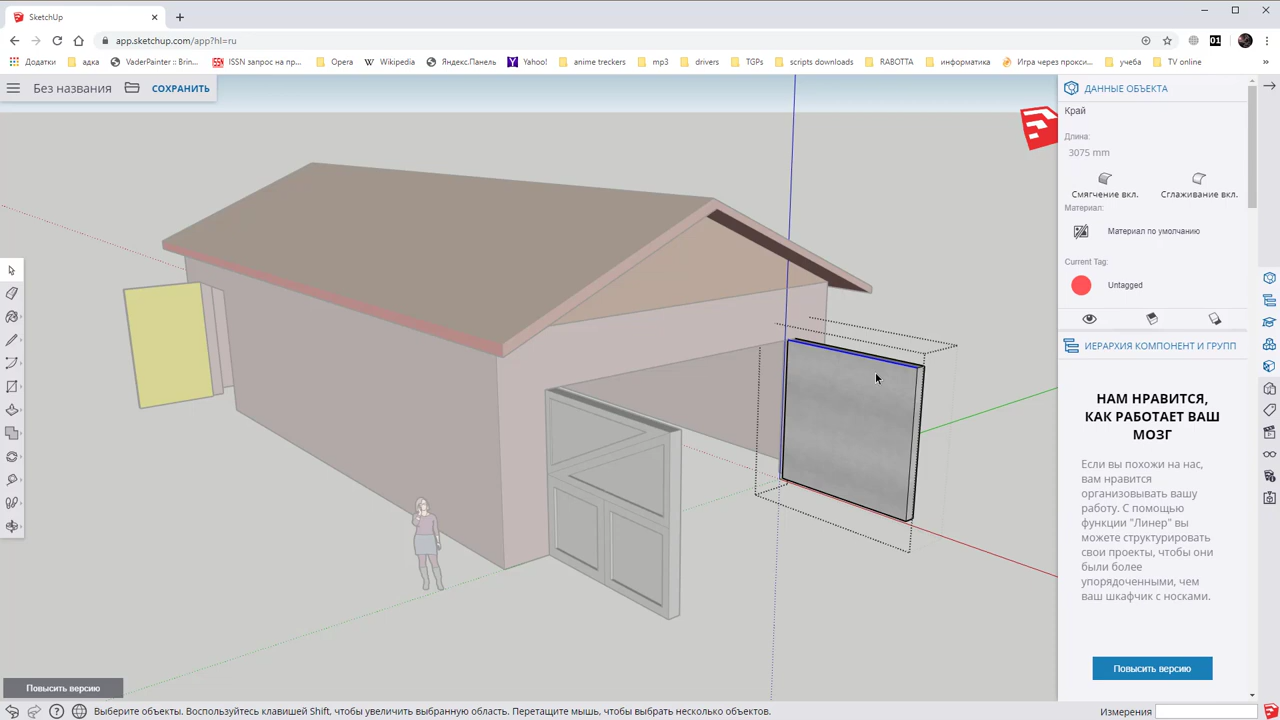 SketchUp
app.sketchup.com/app?hl=ru
01
Додатки
адка
VaderPainter :: Brin...
ISSN запрос на пр...
Opera
Wikipedia
Яндекс.Панель
Yahoo!
anime treckers
mp3
drivers
TGPs
scripts downloads
RABOTTA
информатика
Игра через прокси...
учеба
TV online
»
Без названия
СОХРАНИТЬ
ДАННЫЕ ОБЪЕКТА
Край
Длина:
3075 mm
Смягчение вкл.
Сглаживание вкл.
Материал:
Материал по умолчанию
Current Tag:
Untagged
ИЕРАРХИЯ КОМПОНЕНТ И ГРУПП
НАМ НРАВИТСЯ,
КАК РАБОТАЕТ ВАШ
МОЗГ
Если вы похожи на нас,
вам нравится
организовывать вашу
работу. С помощью
функции "Линер" вы
можете структурировать
свои проекты, чтобы они
были более
упорядоченными, чем
ваш шкафчик с носками.
Повысить версию
Повысить версию
Выберите объекты. Воспользуйтесь клавишей Shift, чтобы увеличить выбранную область. Перетащите мышь, чтобы выбрать несколько объектов.
Измерения